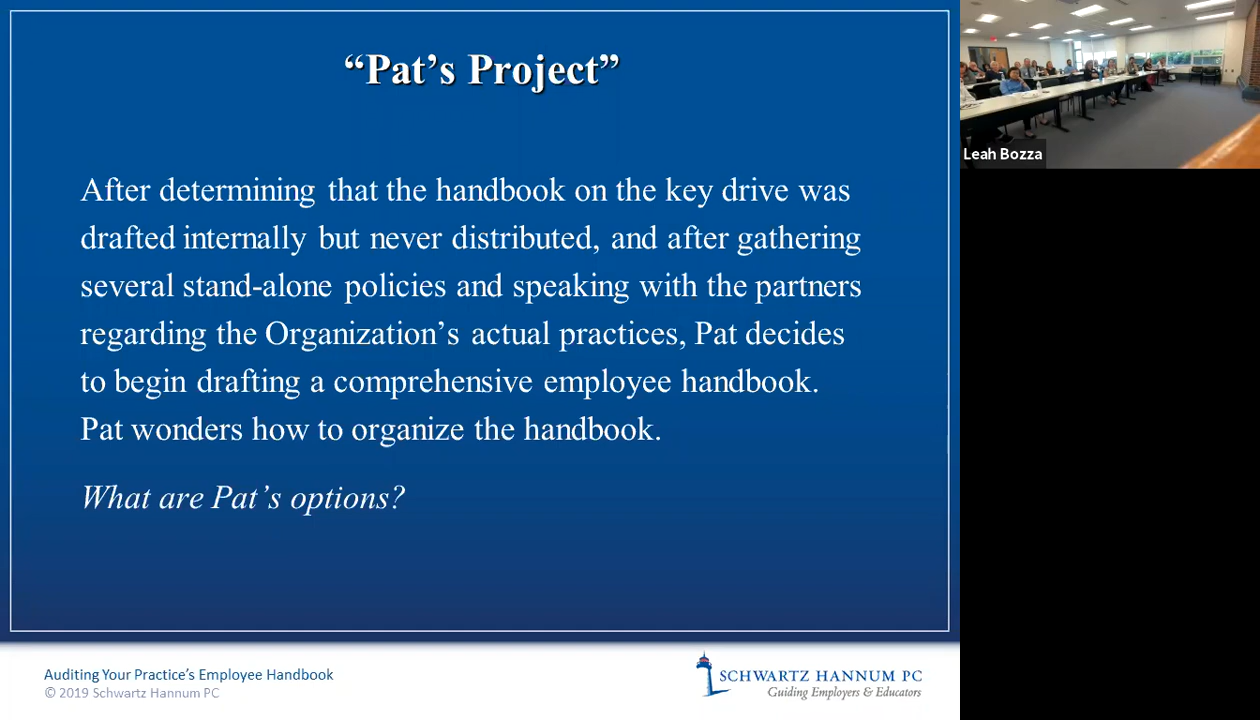 “Pat’s Project”
After determining that the handbook on the key drive was
drafted internally but never distributed, and after gathering
several stand-alone policies and speaking with the partners
regarding the Organization’s actual practices, Pat decides
to begin drafting a comprehensive employee handbook.
Pat wonders how to organize the handbook.
What are Pat’s options?
Auditing Your Practice’s Employee Handbook
© 2019 Schwartz Hannum PC
SCHWARTZ HANNUM PC
Guiding Employers & Educators
Leah Bozza